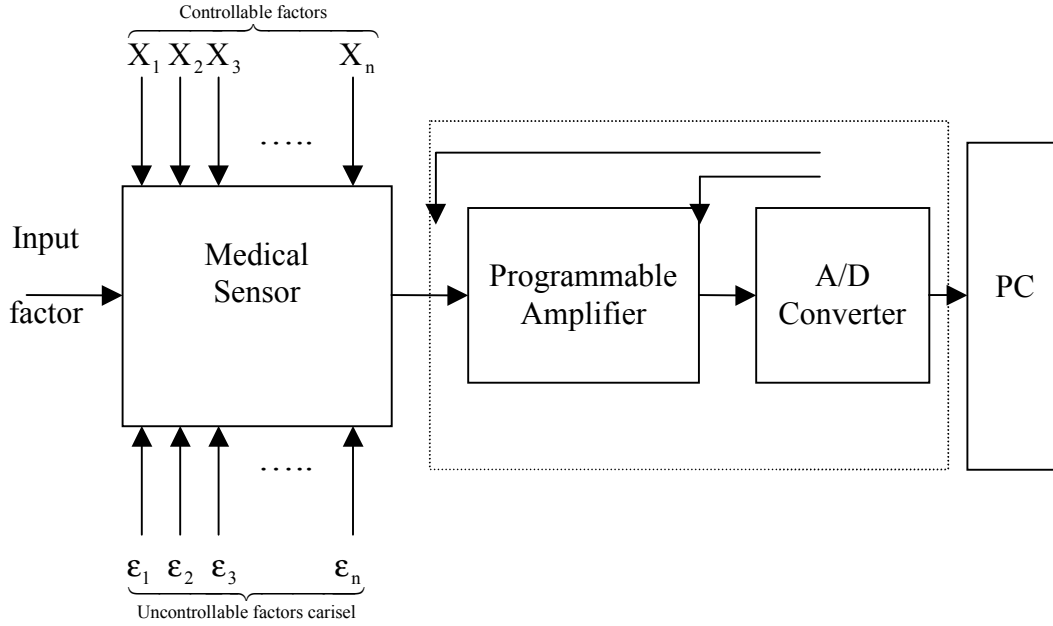 Controllable factors
X1 X2 X3 Xn
.....
Input
factor
Medical
Sensor
Programmable
Amplifier
A/D
Converter
PC
.....
ε1 ε2 ε3 εn
Uncontrollable factors carisel